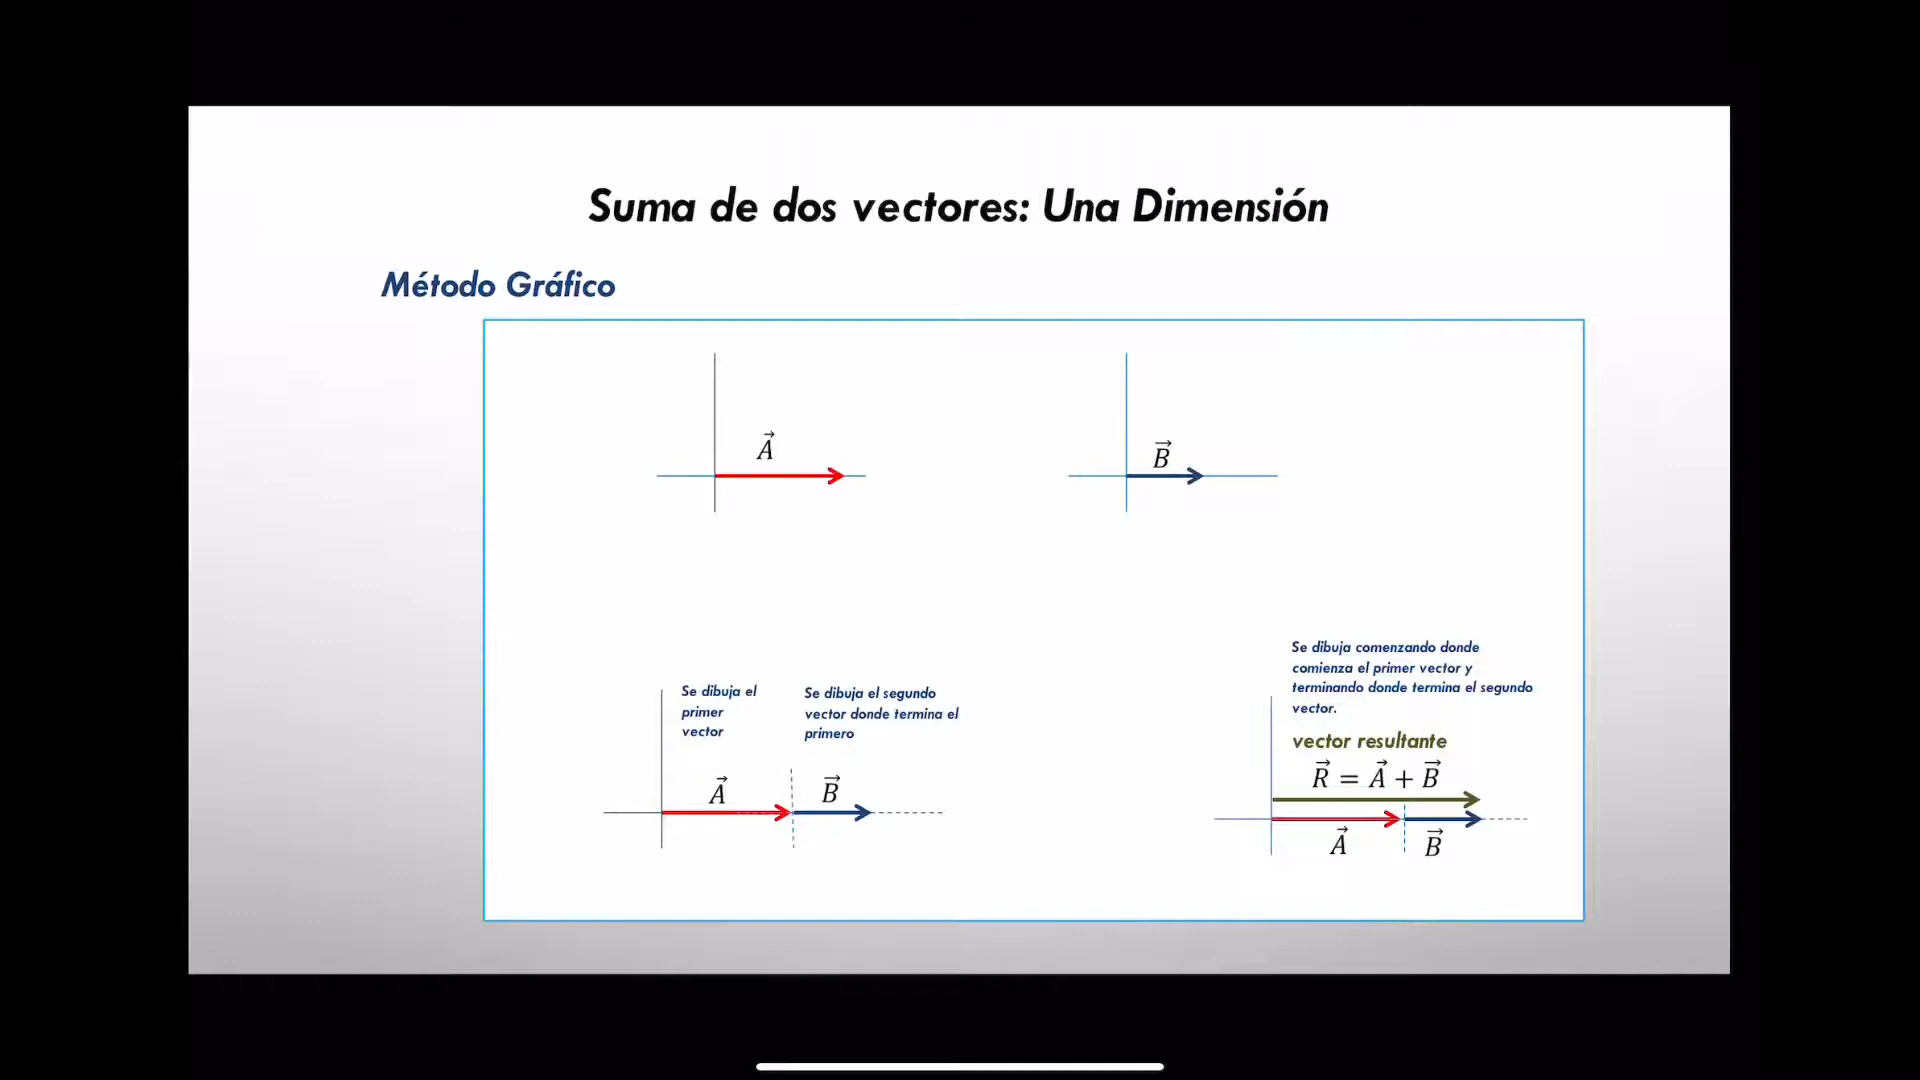 Suma de dos vectores: Una Dimensión
Método Gráfico
A⃗
B⃗
Se dibuja el
primer
vector
Se dibuja el segundo
vector donde termina el
primero
A⃗
B⃗
Se dibuja comenzando donde
comienza el primer vector y
terminando donde termina el segundo
vector.
vector resultante
R⃗ = A⃗ + B⃗
A⃗
B⃗